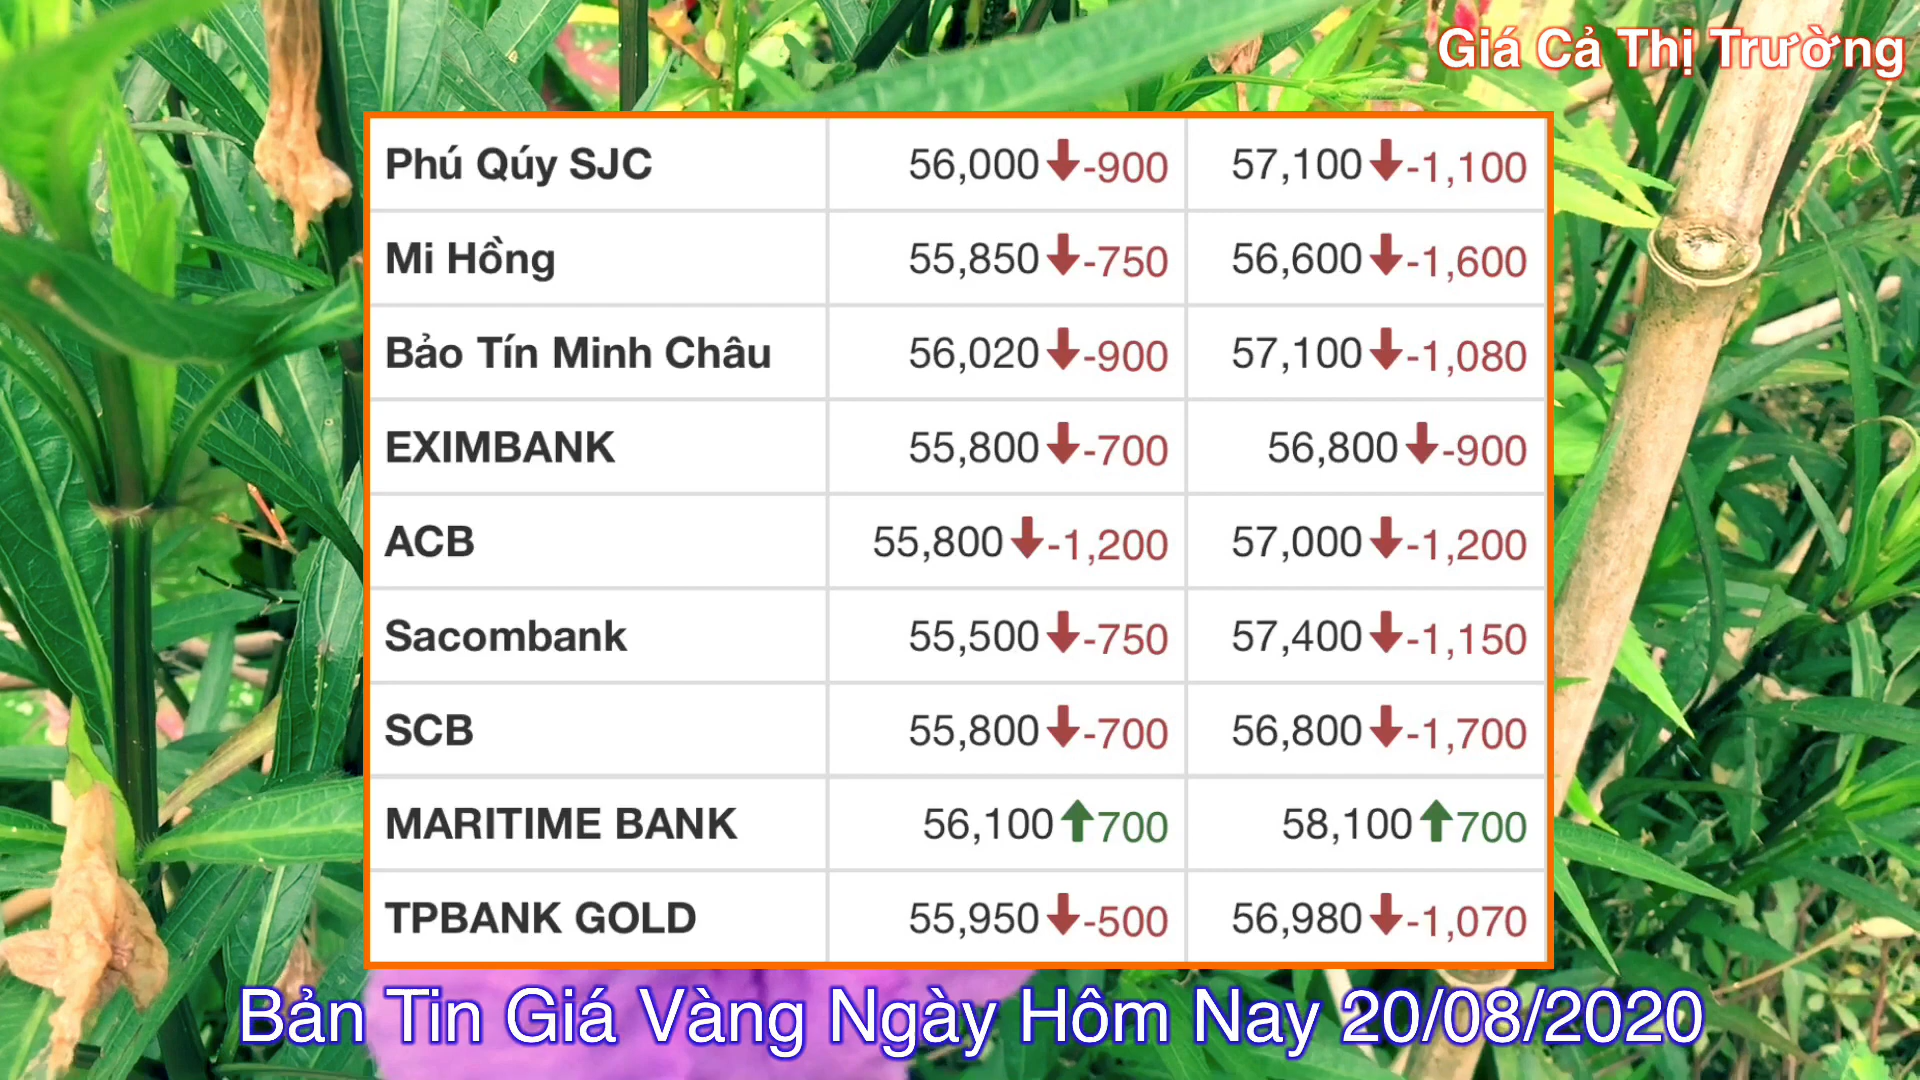 Giá Cả Thị Trường
Phú Qúy SJC 56,000 -900 57,100 -1,100
Mi Hồng 55,850 -750 56,600 -1,600
Bảo Tín Minh Châu 56,020 -900 57,100 -1,080
EXIMBANK 55,800 -700 56,800 -900
ACB 55,800 -1,200 57,000 -1,200
Sacombank 55,500 -750 57,400 -1,150
SCB 55,800 -700 56,800 -1,700
MARITIME BANK 56,100 700 58,100 700
TPBANK GOLD 55,950 -500 56,980 -1,070
Bản Tin Giá Vàng Ngày Hôm Nay 20/08/2020